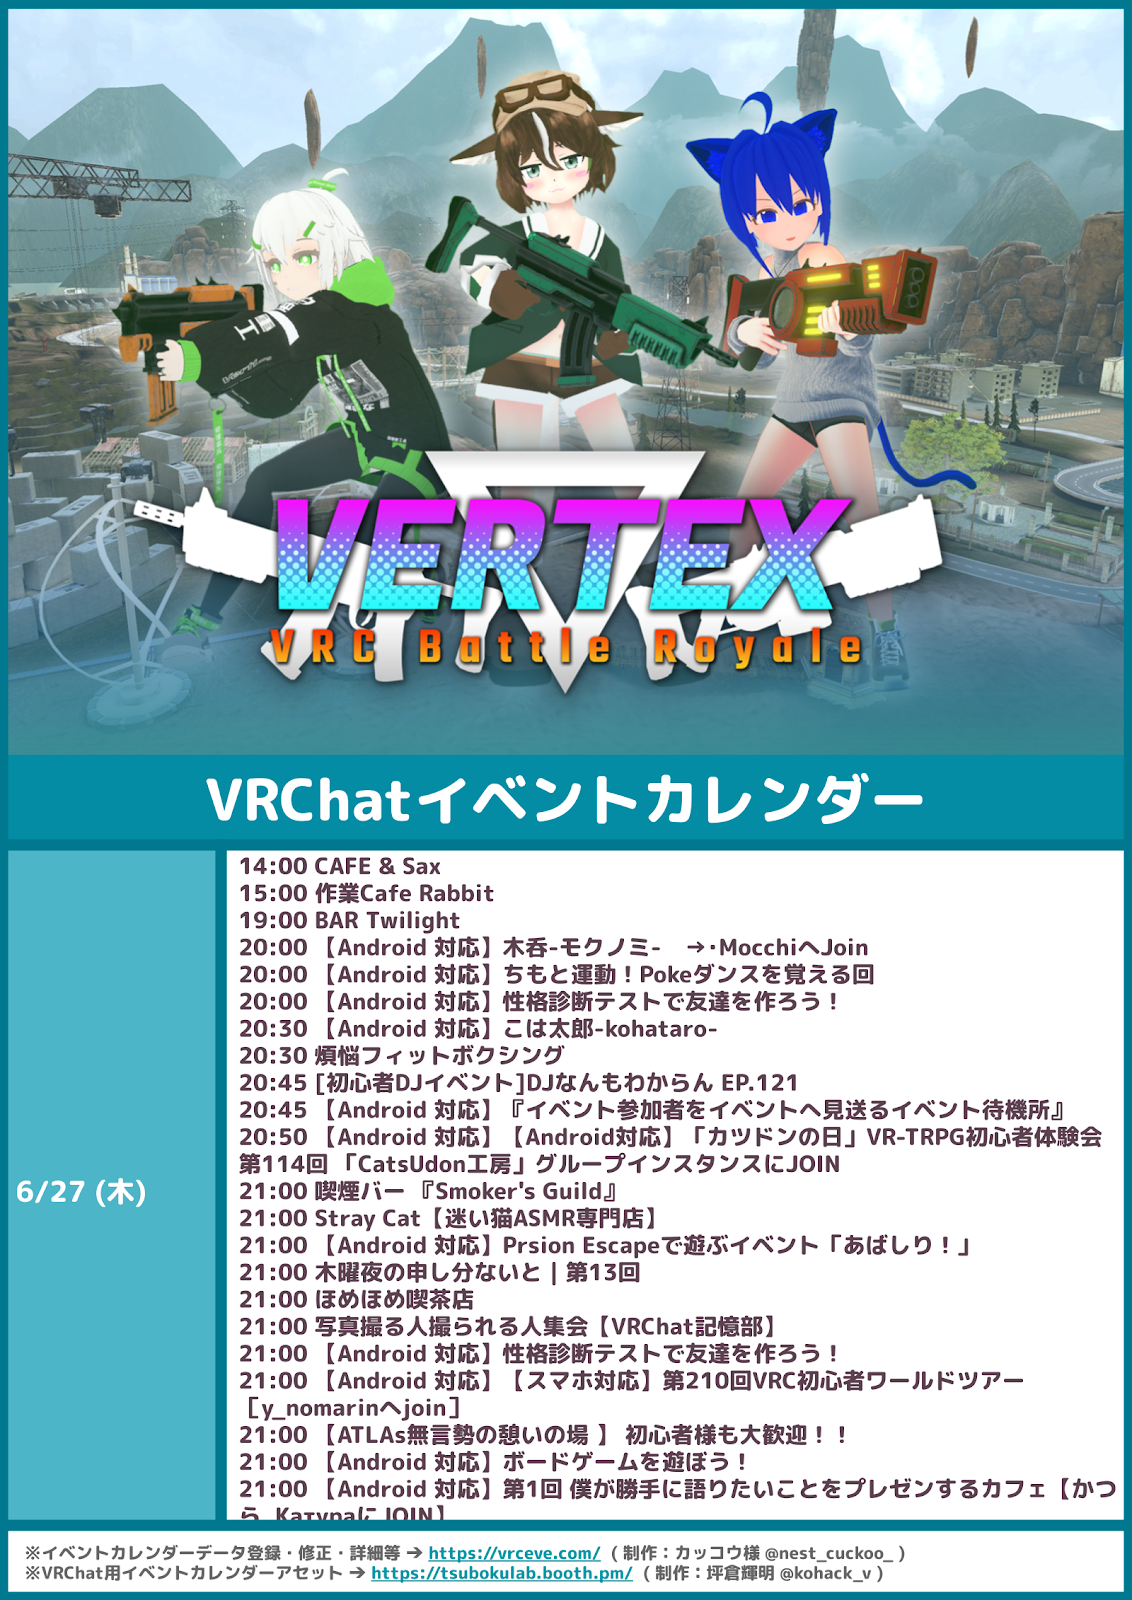 VERTEX
VRC Battle Royale
VRChatイベントカレンダー
6/27 (木)
14:00 CAFE & Sax
15:00 作業Cafe Rabbit
19:00 BAR Twilight
20:00 【Android 対応】木呑-モクノミ-　→･MocchiへJoin
20:00 【Android 対応】ちもと運動！Pokeダンスを覚える回
20:00 【Android 対応】性格診断テストで友達を作ろう！
20:30 【Android 対応】こは太郎-kohataro-
20:30 煩悩フィットボクシング
20:45 [初心者DJイベント]DJなんもわからん EP.121
20:45 【Android 対応】『イベント参加者をイベントへ見送るイベント待機所』
20:50 【Android 対応】【Android対応】「カツドンの日」VR-TRPG初心者体験会
第114回 「CatsUdon工房」グループインスタンスにJOIN
21:00 喫煙バー 『Smoker's Guild』
21:00 Stray Cat【迷い猫ASMR専門店】
21:00 【Android 対応】Prsion Escapeで遊ぶイベント「あばしり！」
21:00 木曜夜の申し分ないと | 第13回
21:00 ほめほめ喫茶店
21:00 写真撮る人撮られる人集会【VRChat記憶部】
21:00 【Android 対応】性格診断テストで友達を作ろう！
21:00 【Android 対応】【スマホ対応】第210回VRC初心者ワールドツアー
［y_nomarinへjoin］
21:00 【ATLAs無言勢の憩いの場 】 初心者様も大歓迎！！
21:00 【Android 対応】ボードゲームを遊ぼう！
21:00 【Android 対応】第1回 僕が勝手に語りたいことをプレゼンするカフェ【かつ
ら_KaтypaにJOIN】
※イベントカレンダーデータ登録・修正・詳細等 → https://vrceve.com/ ( 制作：カッコウ様 @nest_cuckoo_ )
※VRChat用イベントカレンダーアセット → https://tsubokulab.booth.pm/ ( 制作：坪倉輝明 @kohack_v )